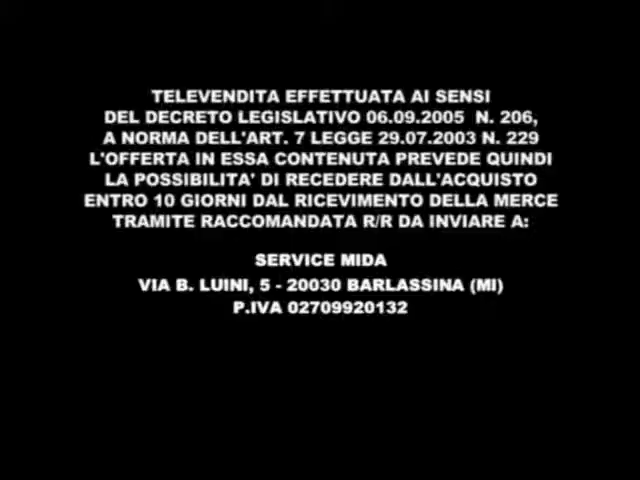 TELEVENDITA EFFETTUATA AI SENSI
DEL DECRETO LEGISLATIVO 06.09.2005 N. 206,
A NORMA DELL'ART. 7 LEGGE 29.07.2003 N. 229
L'OFFERTA IN ESSA CONTENUTA PREVEDE QUINDI
LA POSSIBILITA' DI RECEDERE DALL'ACQUISTO
ENTRO 10 GIORNI DAL RICEVIMENTO DELLA MERCE
TRAMITE RACCOMANDATA R/R DA INVIARE A:
SERVICE MIDA
VIA B. LUINI, 5 - 20030 BARLASSINA (MI)
P.IVA 02709920132